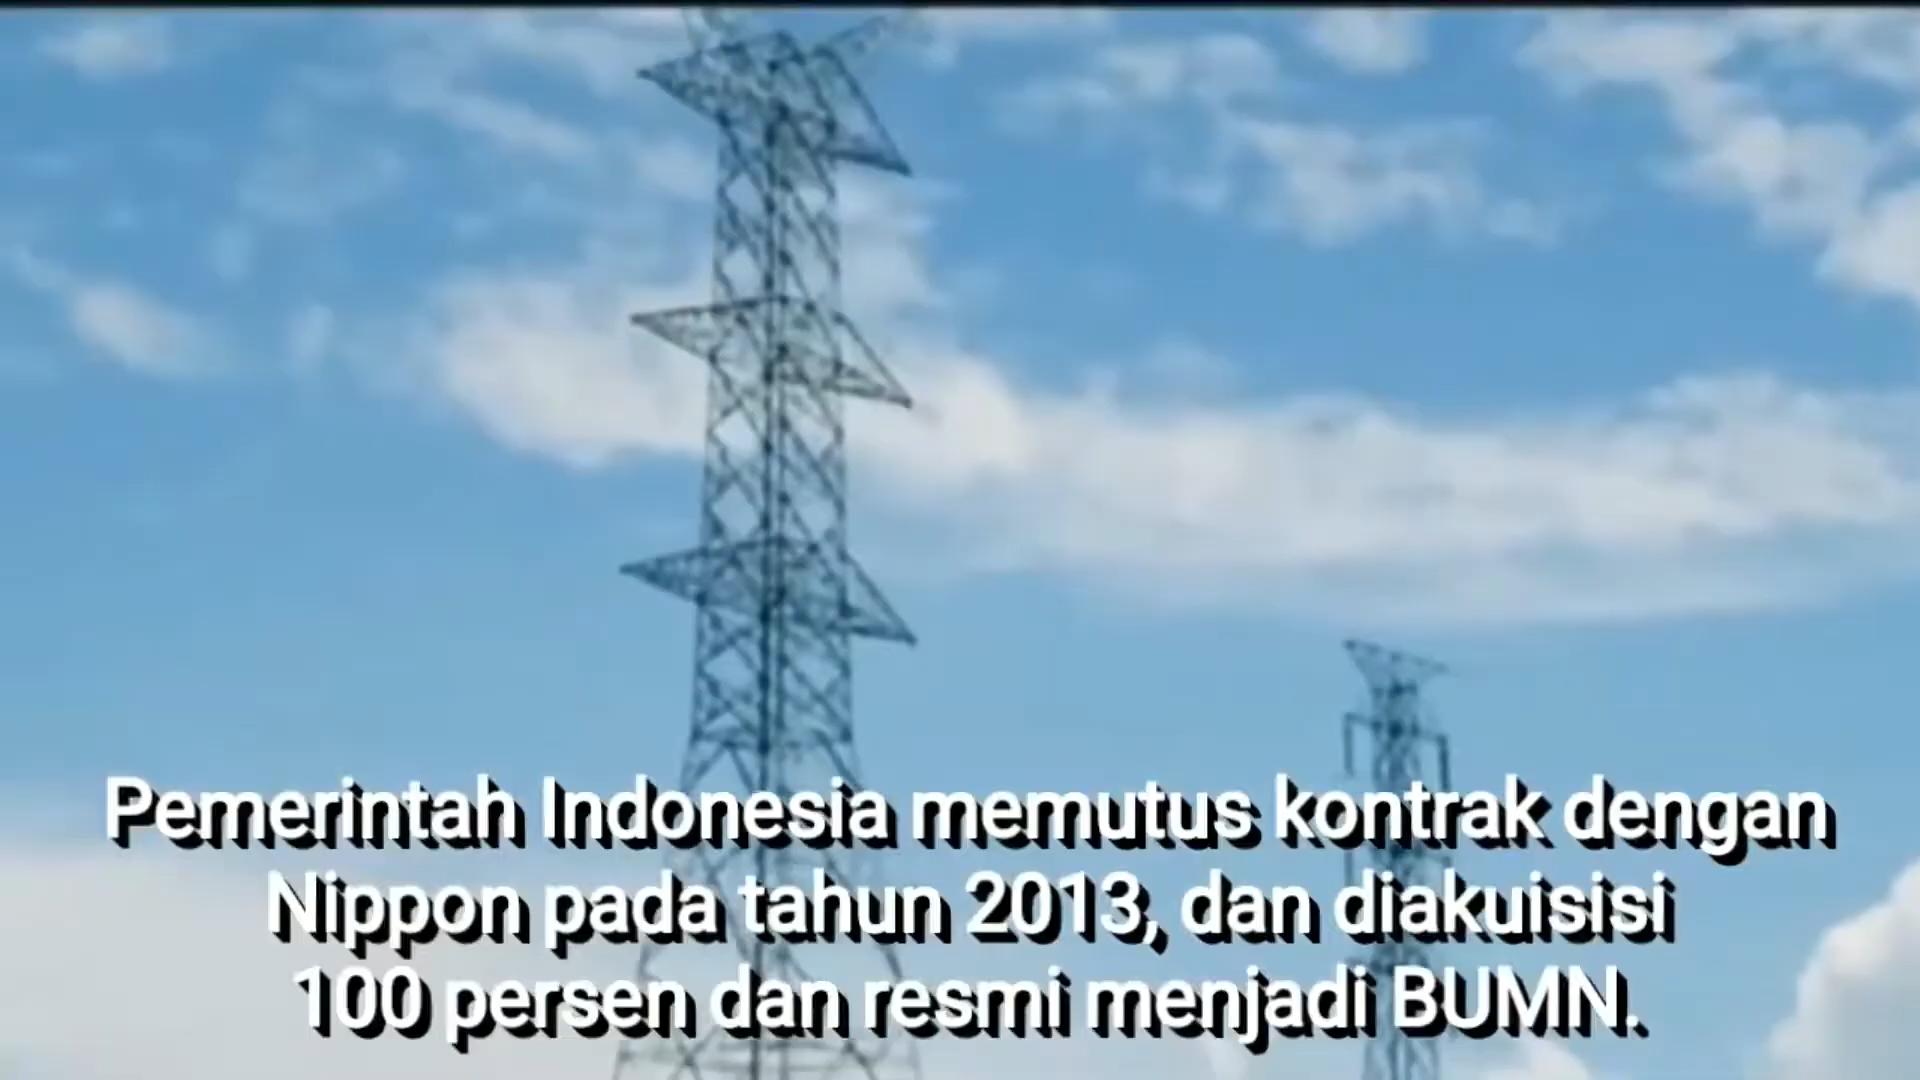 Pemerintah Indonesia memutus kontrak dengan
Nippon pada tahun 2013, dan diakuisisi
100 persen dan resmi menjadi BUMN.